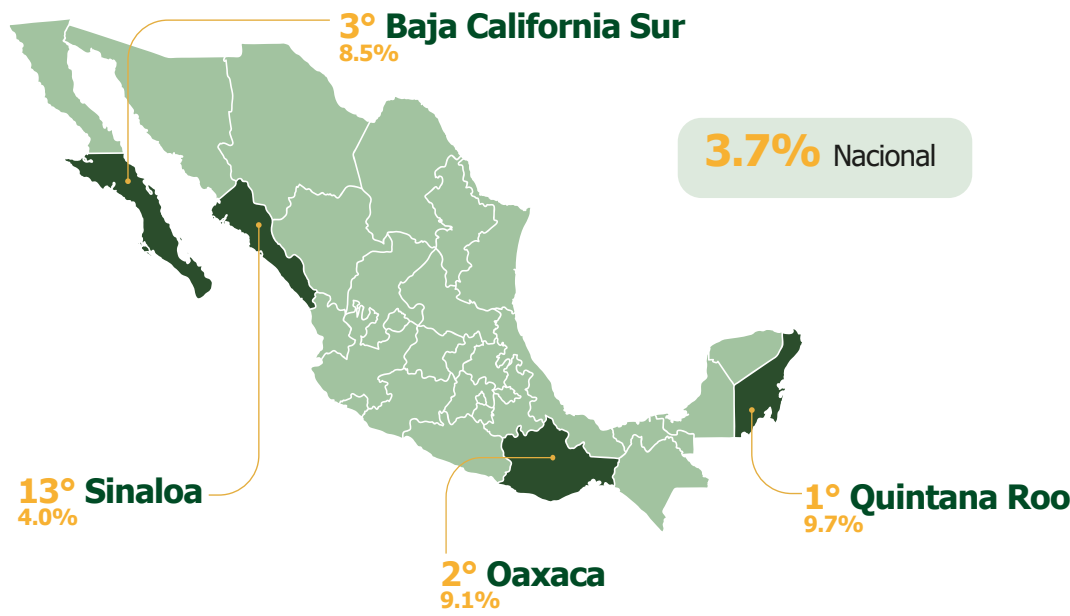 3° Baja California Sur
8.5%
3.7% Nacional
13° Sinaloa
4.0%
1° Quintana Roo
9.7%
2° Oaxaca
9.1%